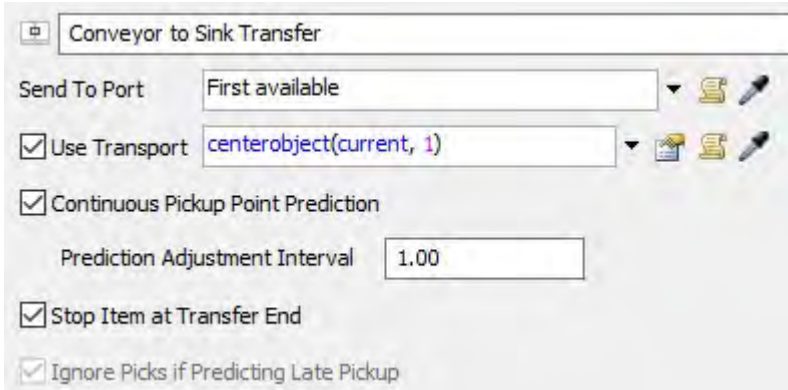 Conveyor to Sink Transfer
Send To Port First available
Use Transport centerobject(current, 1)
Continuous Pickup Point Prediction
Prediction Adjustment Interval 1.00
Stop Item at Transfer End
Ignore Picks if Predicting Late Pickup